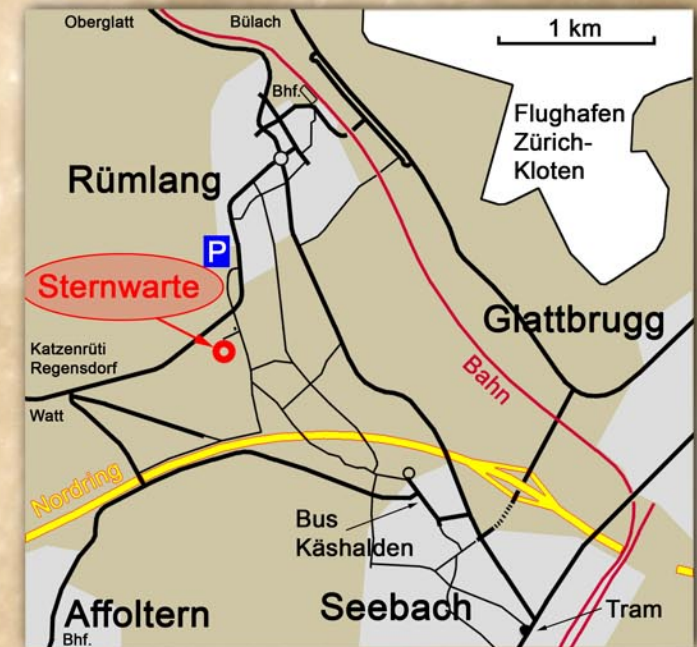 Oberglatt
Bülach
1 km
Bhf.
Flughafen
Zürich-
Kloten
Rümlang
P
Sternwarte
Glattbrugg
Katzenrüti
Regensdorf
Bahn
Watt
Nordring
Bus
Käshalden
Affoltern
Seebach
Tram
Bhf.